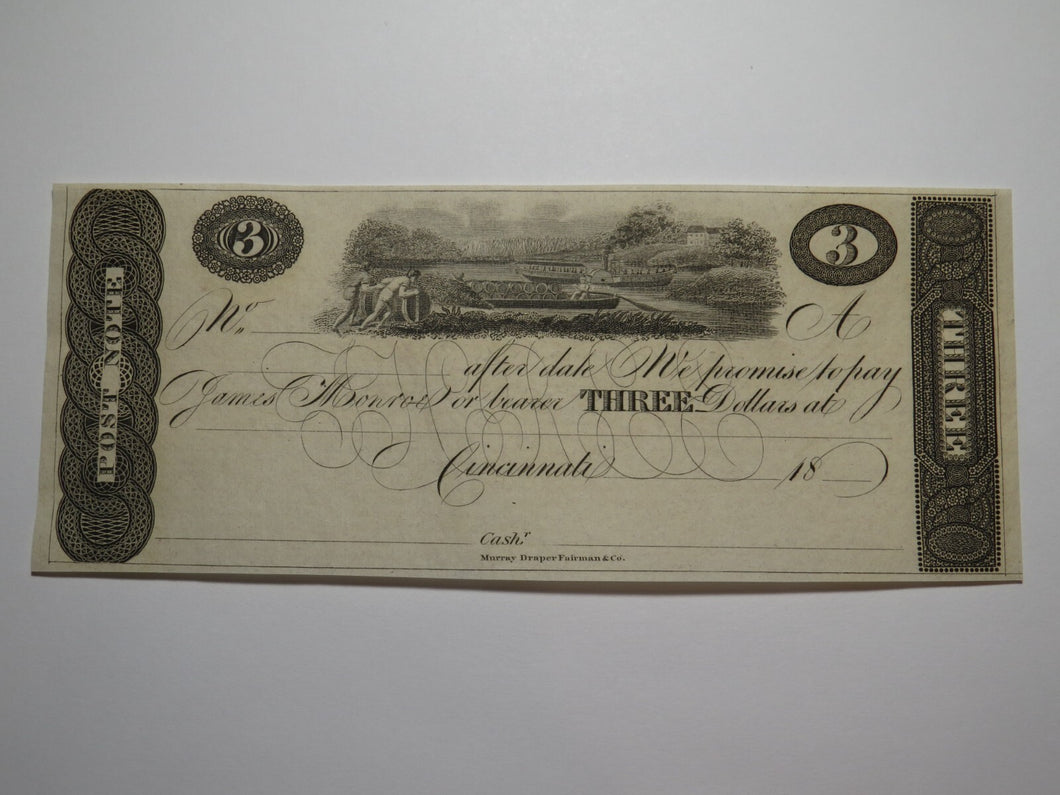 POST NOTE
3
3
No. A
after date We promise to pay
James Monroe or bearer THREE Dollars at
Cincinnati 18
Cashr
Murray Draper Fairman & Co.
THREE